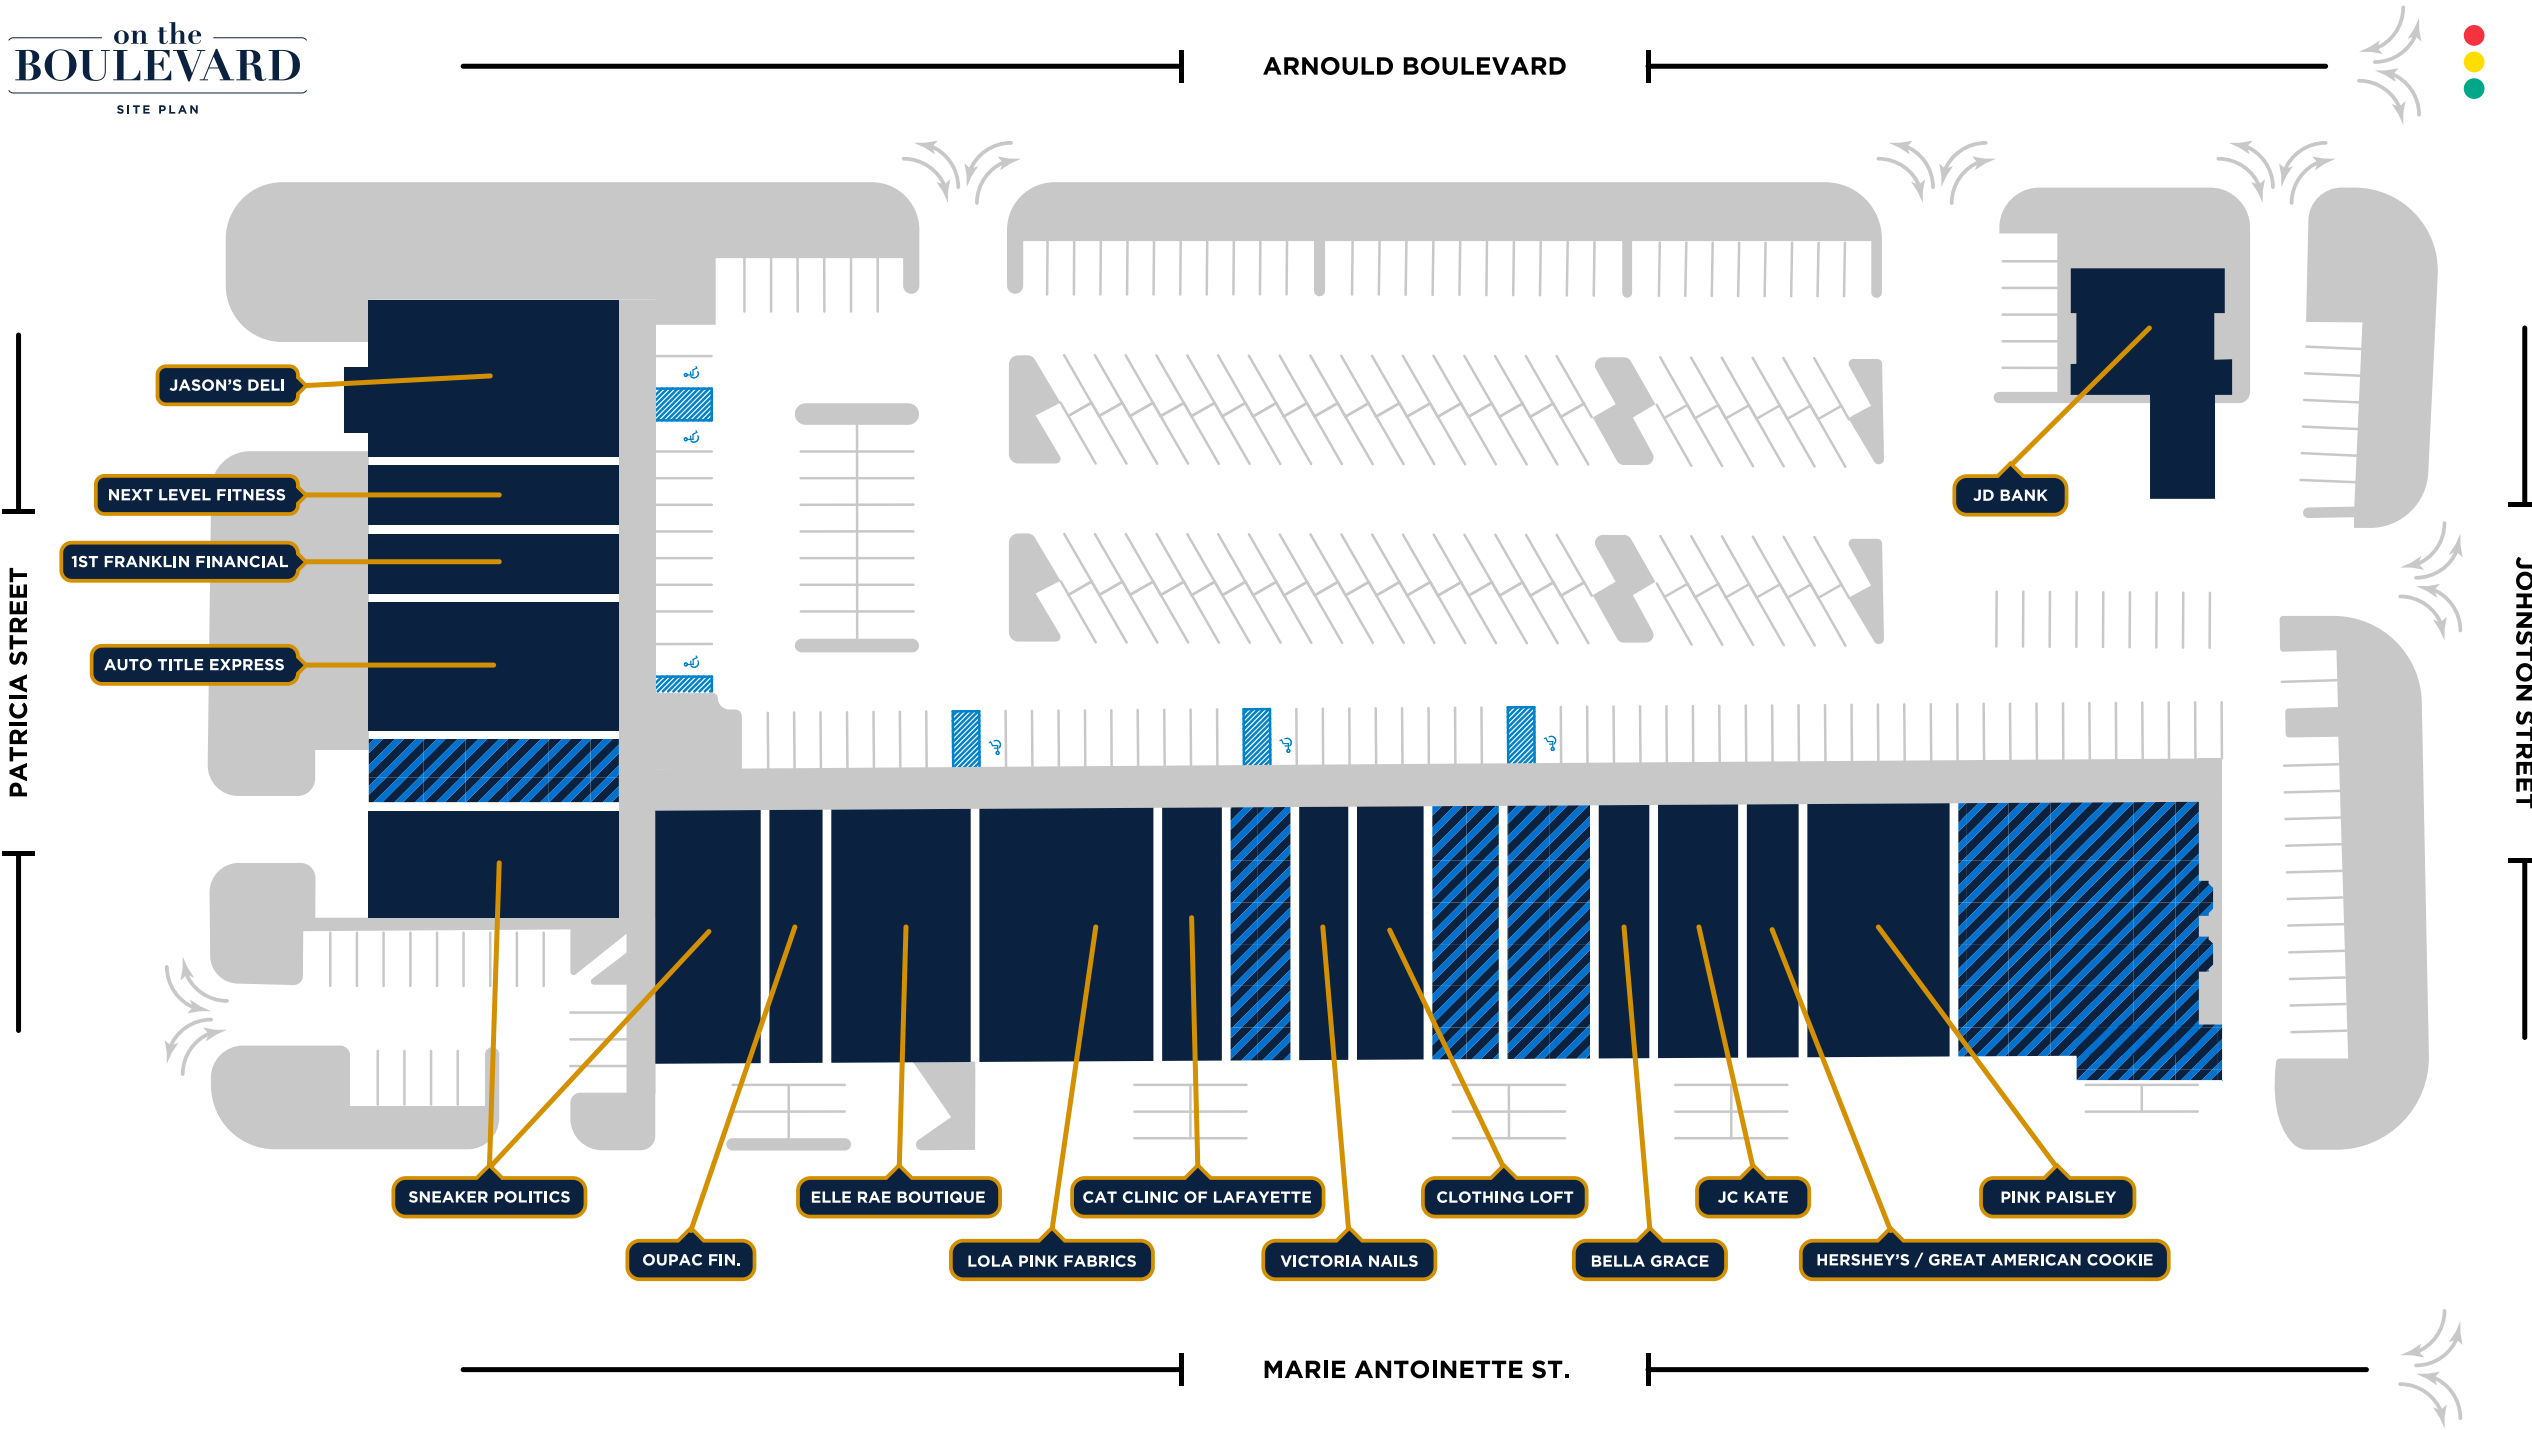 on the
BOULEVARD
SITE PLAN
ARNOULD BOULEVARD
JASON'S DELI
NEXT LEVEL FITNESS
JD BANK
1ST FRANKLIN FINANCIAL
AUTO TITLE EXPRESS
PATRICIA STREET
JOHNSTON STREET
SNEAKER POLITICS
ELLE RAE BOUTIQUE
CAT CLINIC OF LAFAYETTE
CLOTHING LOFT
JC KATE
PINK PAISLEY
OUPAC FIN.
LOLA PINK FABRICS
VICTORIA NAILS
BELLA GRACE
HERSHEY'S / GREAT AMERICAN COOKIE
MARIE ANTOINETTE ST.